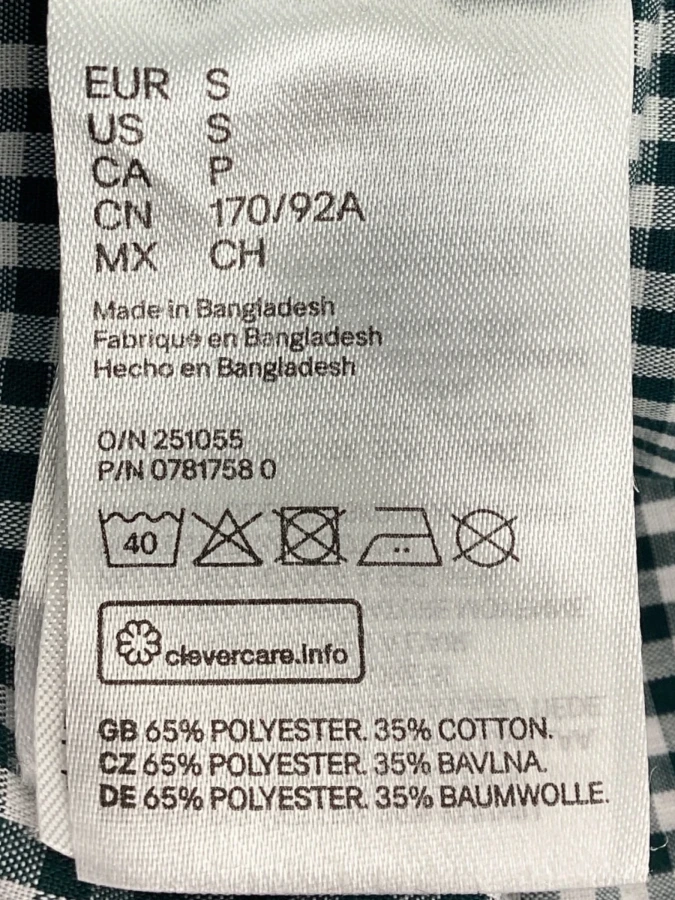 EUR S
US S
CA P
CN 170/92A
MX CH
Made in Bangladesh
Fabriqué en Bangladesh
Hecho en Bangladesh
O/N 251055
P/N 0781758 0
40
clevercare.info
GB 65% POLYESTER. 35% COTTON.
CZ 65% POLYESTER. 35% BAVLNA.
DE 65% POLYESTER. 35% BAUMWOLLE.